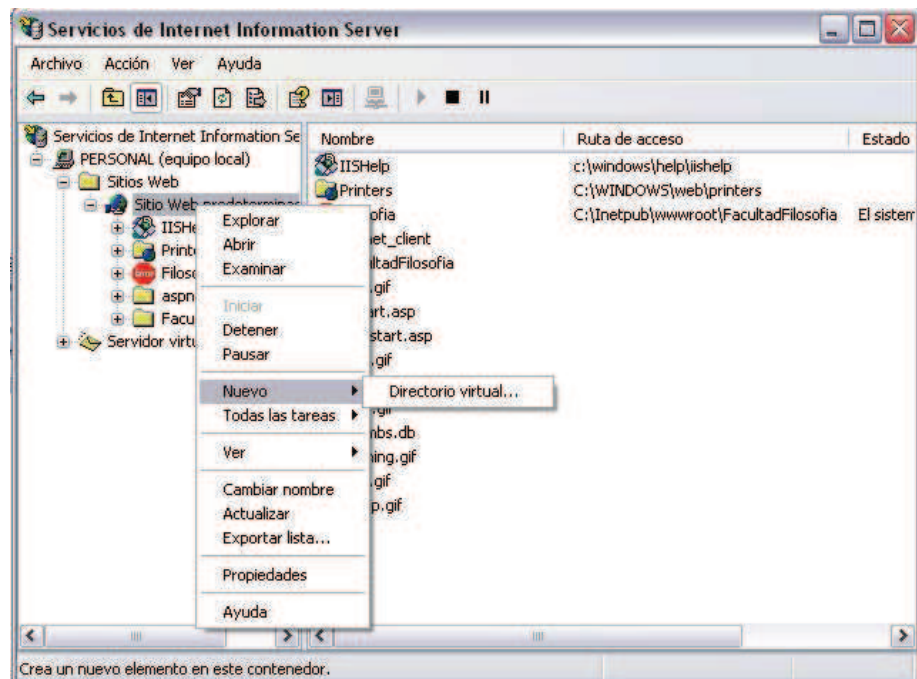 Servicios de Internet Information Server
Archivo Acción Ver Ayuda
Servicios de Internet Information Se
PERSONAL (equipo local)
Sitios Web
Sitio Web predeterminad
IISHe
Printe
Filoso
aspn
Facu
Servidor virtu
Nombre Ruta de acceso Estado
IISHelp c:\windows\help\iishelp
Printers C:\WINDOWS\web\printers
ofia C:\Inetpub\wwwroot\FacultadFilosofia El sistem
et_client
ltadFilosofia
.gif
rt.asp
start.asp
.gif
.gif
mbs.db
ing.gif
.gif
p.gif
Explorar
Abrir
Examinar
Iniciar
Detener
Pausar
Nuevo
Directorio virtual...
Todas las tareas
Ver
Cambiar nombre
Actualizar
Exportar lista...
Propiedades
Ayuda
Crea un nuevo elemento en este contenedor.